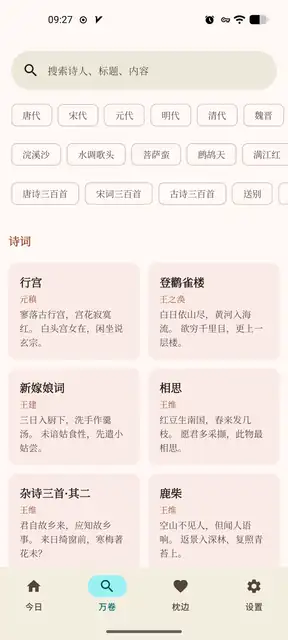 09:27
搜索诗人、标题、内容
唐代 宋代 元代 明代 清代 魏晋
浣溪沙 水调歌头 菩萨蛮 鹧鸪天 满江红
唐诗三百首 宋词三百首 古诗三百首 送别
诗词
行宫
元稹
寥落古行宫，宫花寂寞
红。 白头宫女在，闲坐说
玄宗。
登鹳雀楼
王之涣
白日依山尽，黄河入海
流。 欲穷千里目，更上一
层楼。
新嫁娘词
王建
三日入厨下，洗手作羹
汤。 未谙姑食性，先遣小
姑尝。
相思
王维
红豆生南国，春来发几
枝。 愿君多采撷，此物最
相思。
杂诗三首·其二
王维
君自故乡来，应知故乡
事。 来日绮窗前，寒梅著
花未？
鹿柴
王维
空山不见人，但闻人语
响。 返景入深林，复照青
苔上。
今日 万卷 枕边 设置